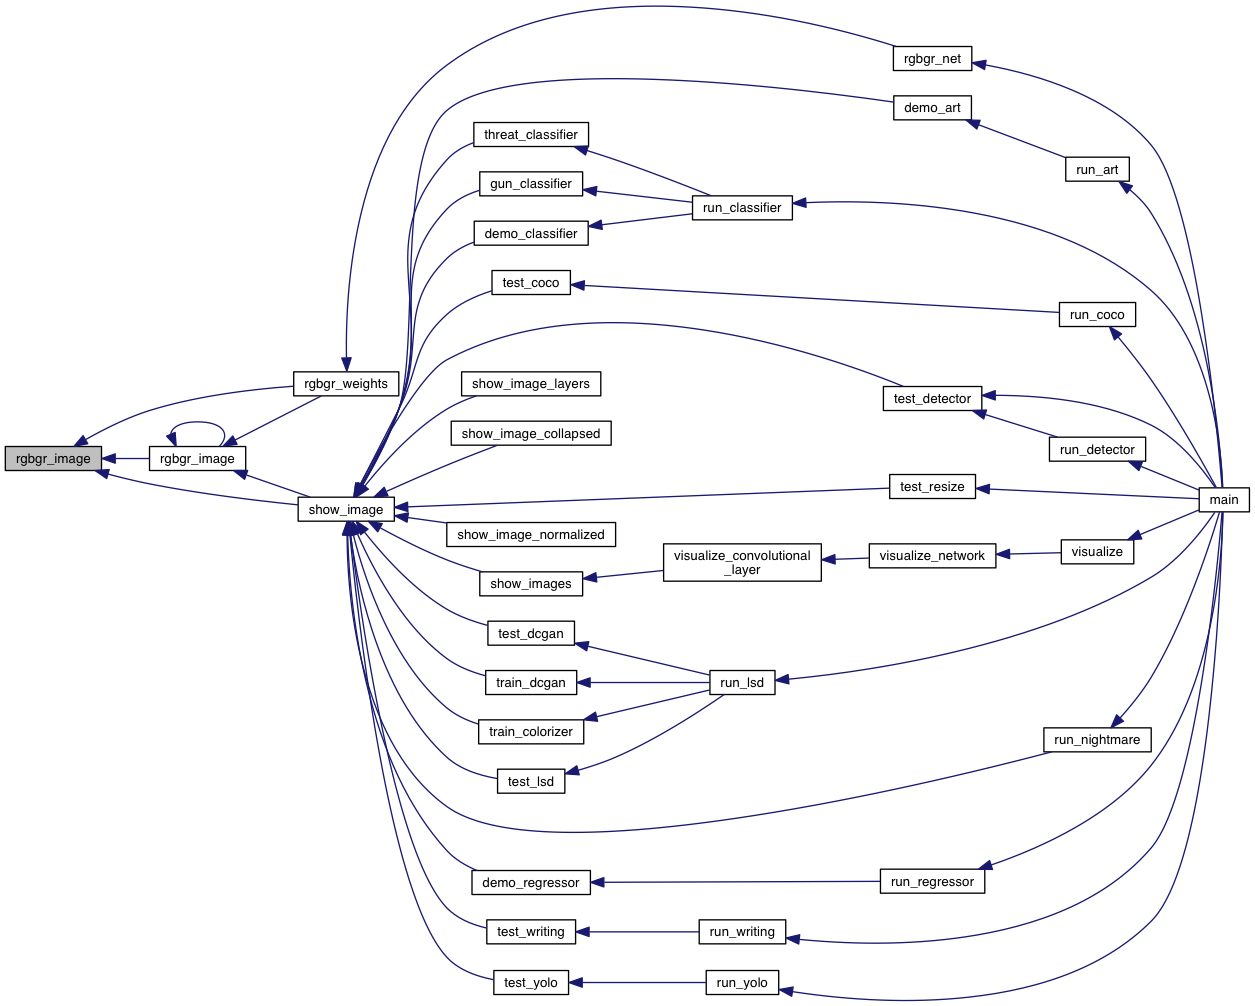 rgbgr_net
demo_art
threat_classifier
run_art
gun_classifier
run_classifier
demo_classifier
test_coco
run_coco
rgbgr_weights
show_image_layers
test_detector
show_image_collapsed
run_detector
rgbgr_image
rgbgr_image
test_resize
main
show_image
show_image_normalized
visualize_convolutional
_layer
visualize_network
visualize
show_images
test_dcgan
train_dcgan
run_lsd
train_colorizer
run_nightmare
test_lsd
demo_regressor
run_regressor
test_writing
run_writing
test_yolo
run_yolo